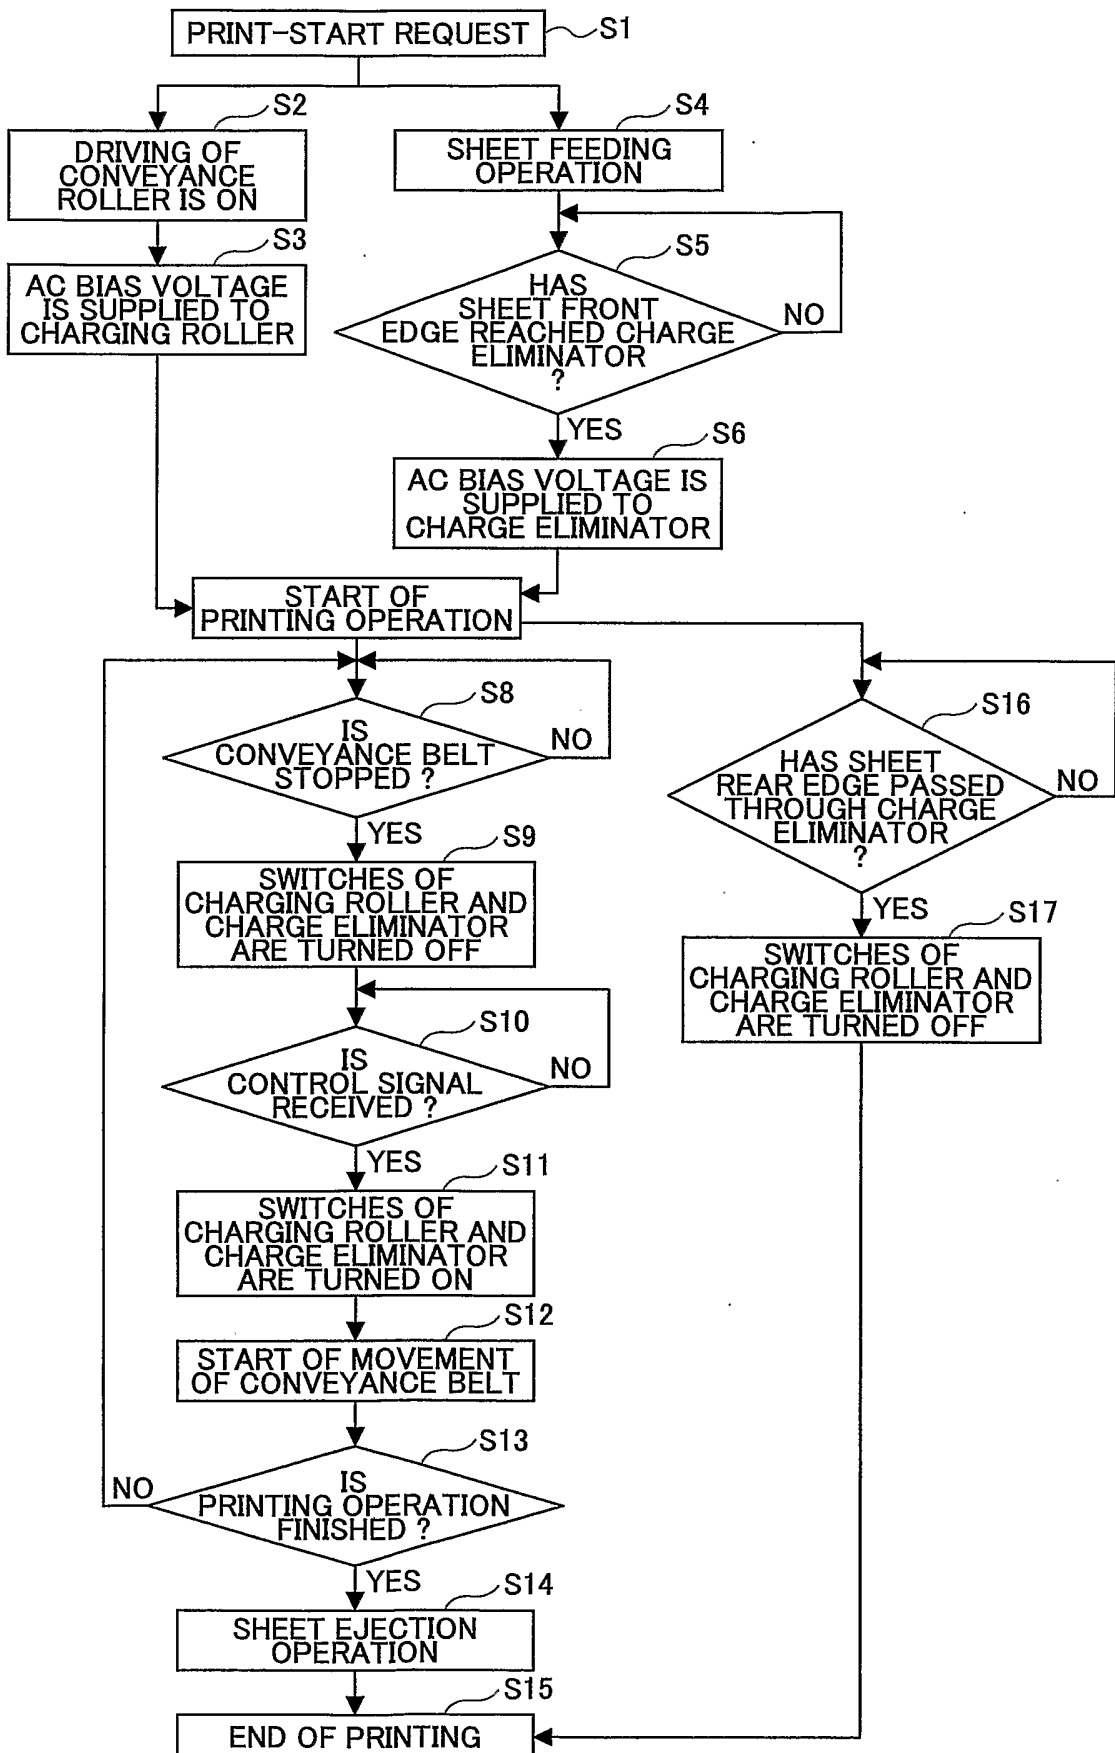 PRINT-START REQUEST
S1
S2
DRIVING OF
CONVEYANCE
ROLLER IS ON
S4
SHEET FEEDING
OPERATION
S3
AC BIAS VOLTAGE
IS SUPPLIED TO
CHARGING ROLLER
S5
HAS
SHEET FRONT
EDGE REACHED CHARGE
ELIMINATOR
?
NO
YES
S6
AC BIAS VOLTAGE IS
SUPPLIED TO
CHARGE ELIMINATOR
START OF
PRINTING OPERATION
S8
IS
CONVEYANCE BELT
STOPPED ?
NO
YES
S9
SWITCHES OF
CHARGING ROLLER AND
CHARGE ELIMINATOR
ARE TURNED OFF
S10
IS
CONTROL SIGNAL
RECEIVED ?
NO
YES
S11
SWITCHES OF
CHARGING ROLLER AND
CHARGE ELIMINATOR
ARE TURNED ON
S12
START OF MOVEMENT
OF CONVEYANCE BELT
S13
IS
PRINTING OPERATION
FINISHED ?
NO
YES
S14
SHEET EJECTION
OPERATION
S15
END OF PRINTING
S16
HAS SHEET
REAR EDGE PASSED
THROUGH CHARGE
ELIMINATOR
?
NO
YES
S17
SWITCHES OF
CHARGING ROLLER AND
CHARGE ELIMINATOR
ARE TURNED OFF